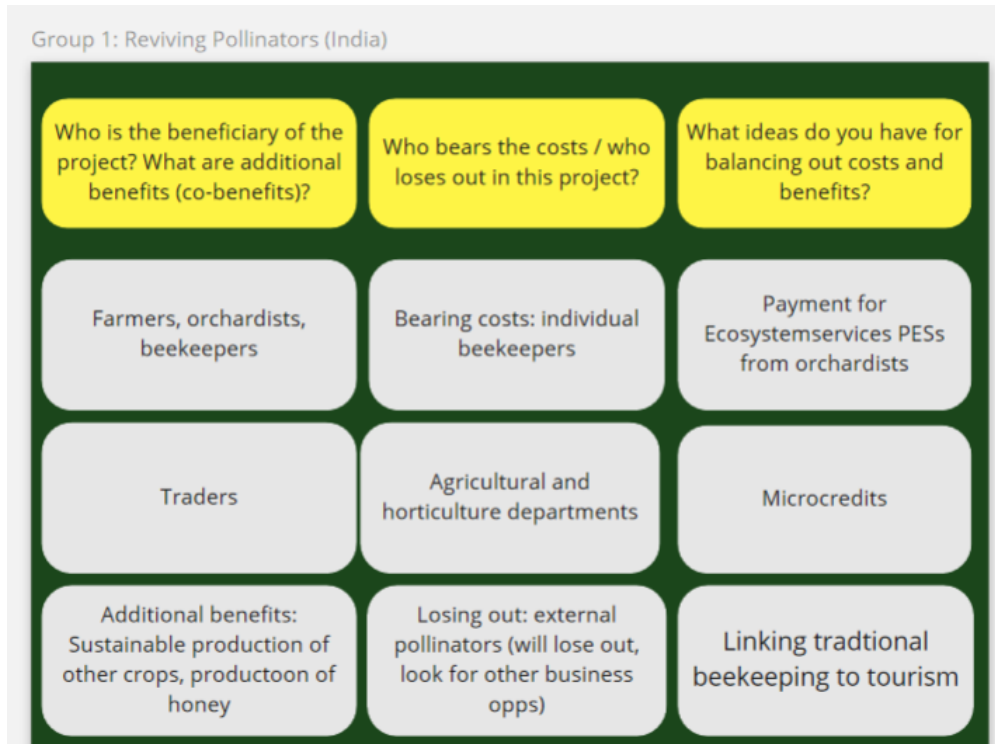 Group 1: Reviving Pollinators (India)
Who is the beneficiary of the
project? What are additional
benefits (co-benefits)?
Who bears the costs / who
loses out in this project?
What ideas do you have for
balancing out costs and
benefits?
Farmers, orchardists,
beekeepers
Bearing costs: individual
beekeepers
Payment for
Ecosystemservices PESs
from orchardists
Traders
Agricultural and
horticulture departments
Microcredits
Additional benefits:
Sustainable production of
other crops, productoon of
honey
Losing out: external
pollinators (will lose out,
look for other business
opps)
Linking tradtional
beekeeping to tourism